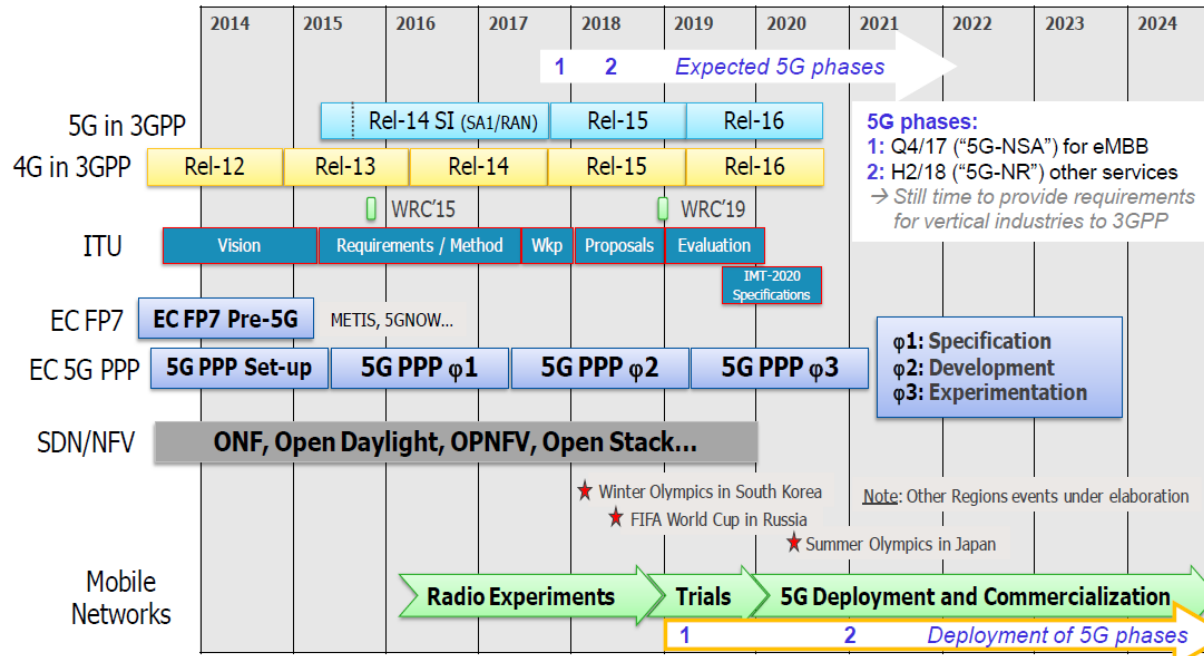 2014 2015 2016 2017 2018 2019 2020 2021 2022 2023 2024
1 2 Expected 5G phases
5G in 3GPP
Rel-14 SI (SA1/RAN) Rel-15 Rel-16
4G in 3GPP
Rel-12 Rel-13 Rel-14 Rel-15 Rel-16
5G phases:
1: Q4/17 ("5G-NSA") for eMBB
2: H2/18 ("5G-NR") other services
→ Still time to provide requirements
for vertical industries to 3GPP
WRC'15 WRC'19
ITU
Vision Requirements / Method Wkp Proposals Evaluation
IMT-2020
Specifications
EC FP7
EC FP7 Pre-5G METIS, 5GNOW...
EC 5G PPP
5G PPP Set-up 5G PPP φ1 5G PPP φ2 5G PPP φ3
φ1: Specification
φ2: Development
φ3: Experimentation
SDN/NFV
ONF, Open Daylight, OPNFV, Open Stack...
Winter Olympics in South Korea
Note: Other Regions events under elaboration
FIFA World Cup in Russia
Summer Olympics in Japan
Mobile
Networks
Radio Experiments Trials 5G Deployment and Commercialization
1 2 Deployment of 5G phases